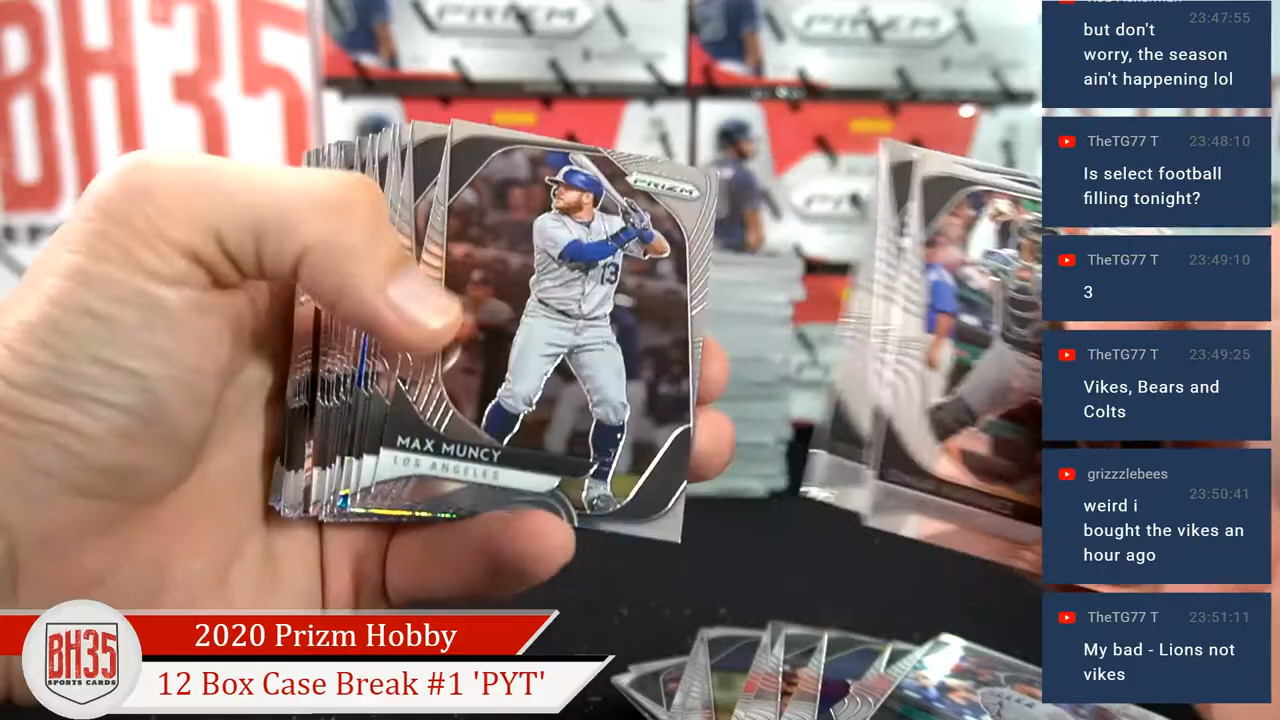 BH35
PRIZM
PRIZM
PRIZM
13
MAX MUNCY
LOS ANGELES
23:47:55
but don't
worry, the season
ain't happening lol
TheTG77 T 23:48:10
Is select football
filling tonight?
TheTG77 T 23:49:10
3
TheTG77 T 23:49:25
Vikes, Bears and
Colts
grizzzlebees
23:50:41
weird i
bought the vikes an
hour ago
TheTG77 T 23:51:11
My bad - Lions not
vikes
BH35
SPORTS CARDS
2020 Prizm Hobby
12 Box Case Break #1 'PYT'